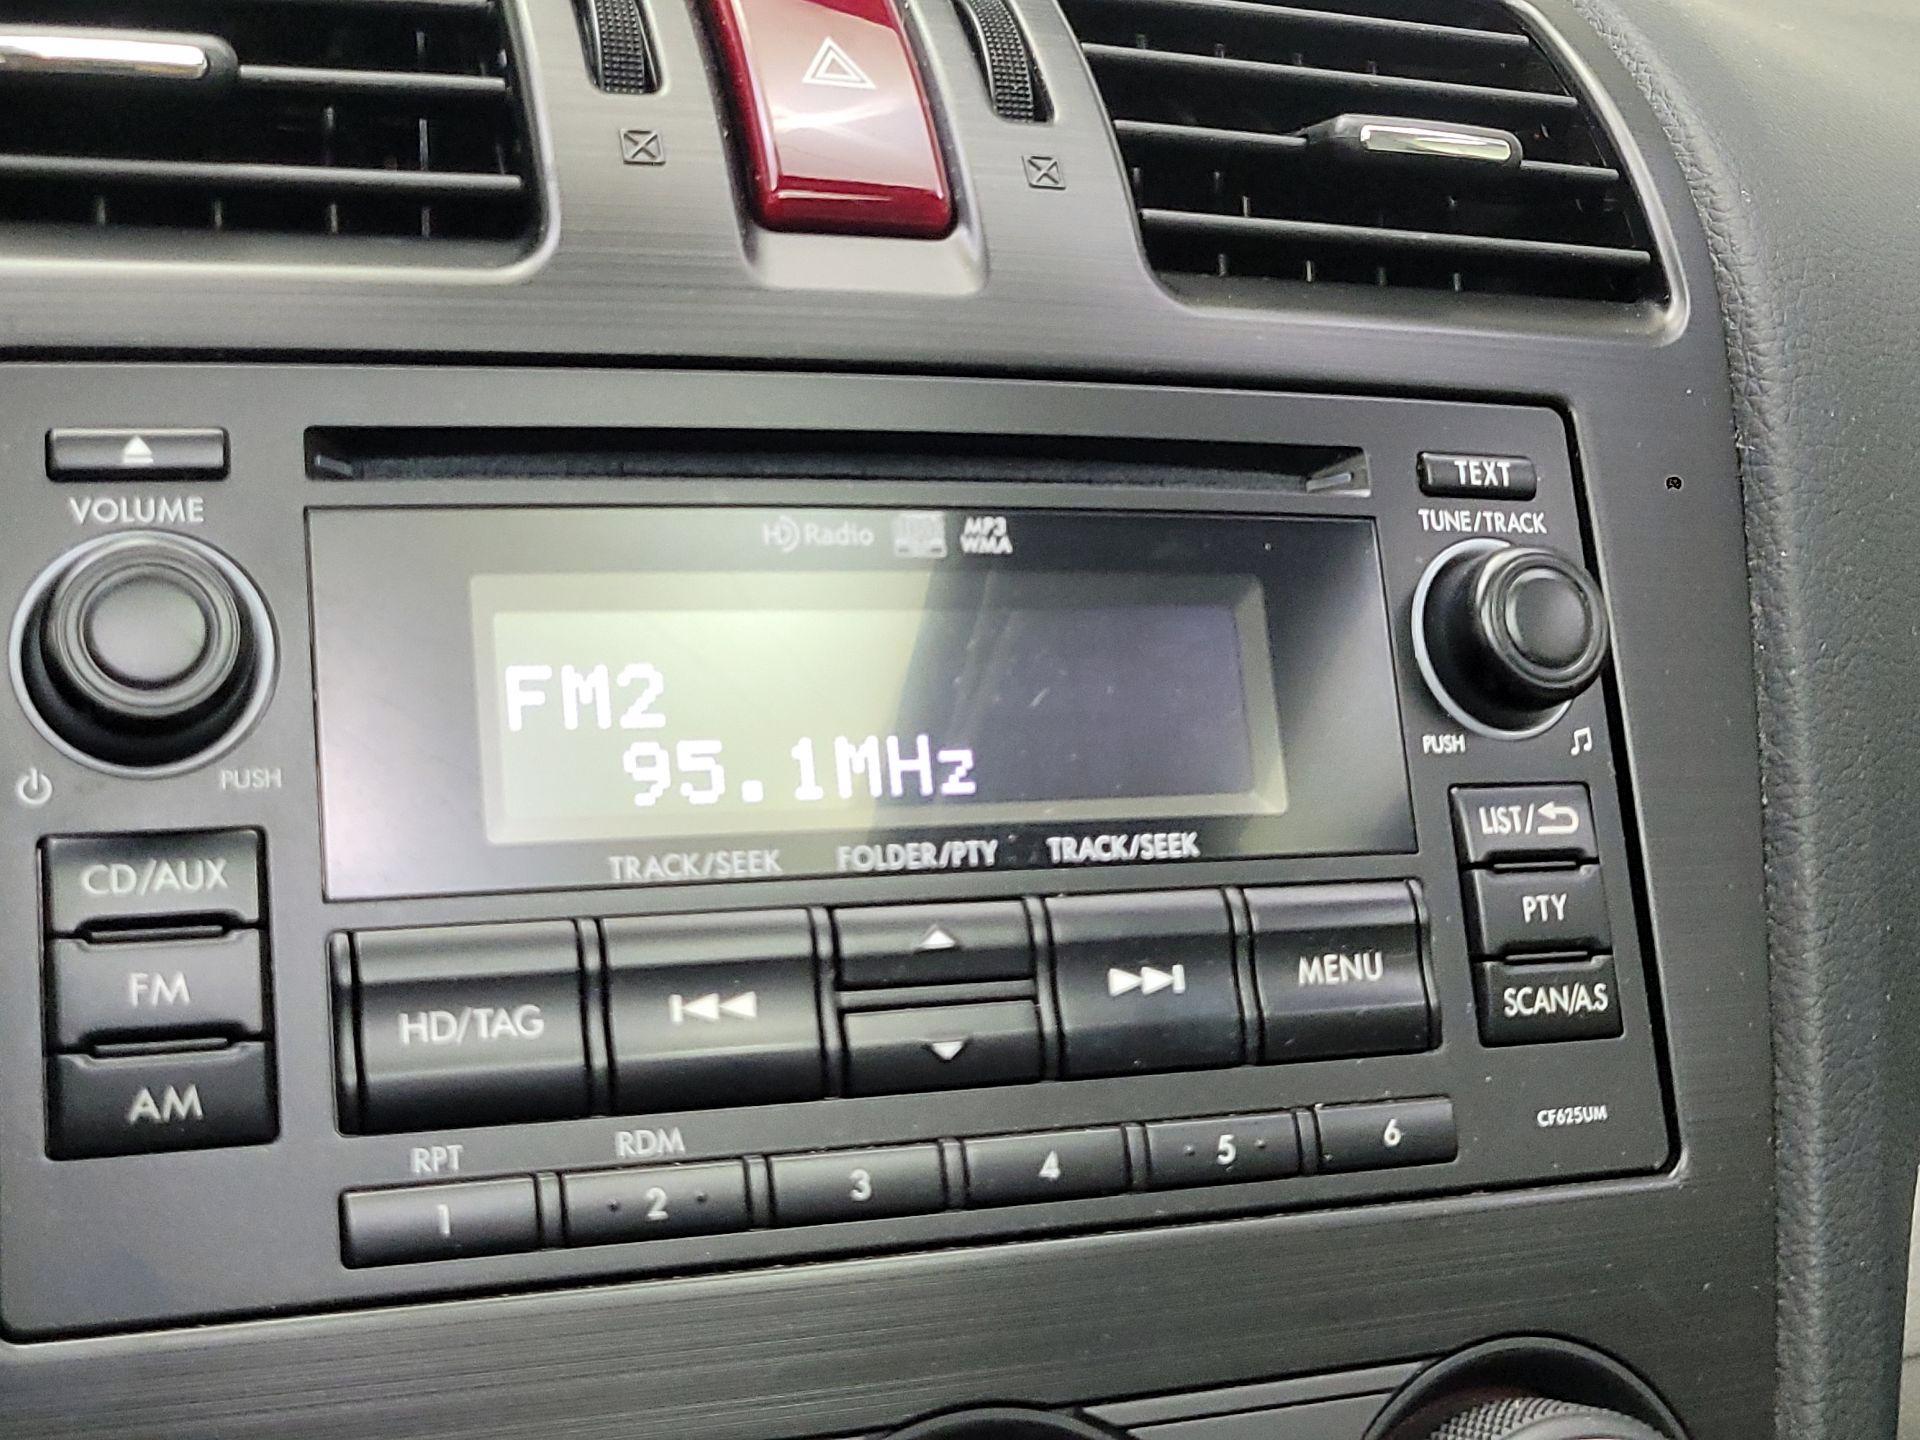 VOLUME
PUSH
CD/AUX
FM
AM
HD Radio
MP3
WMA
FM2
95.1MHz
TRACK/SEEK FOLDER/PTY TRACK/SEEK
HD/TAG
MENU
RPT RDM
1 2 3 4 5 6
TEXT
TUNE/TRACK
PUSH
LIST/
PTY
SCAN/A.S
CF625UM